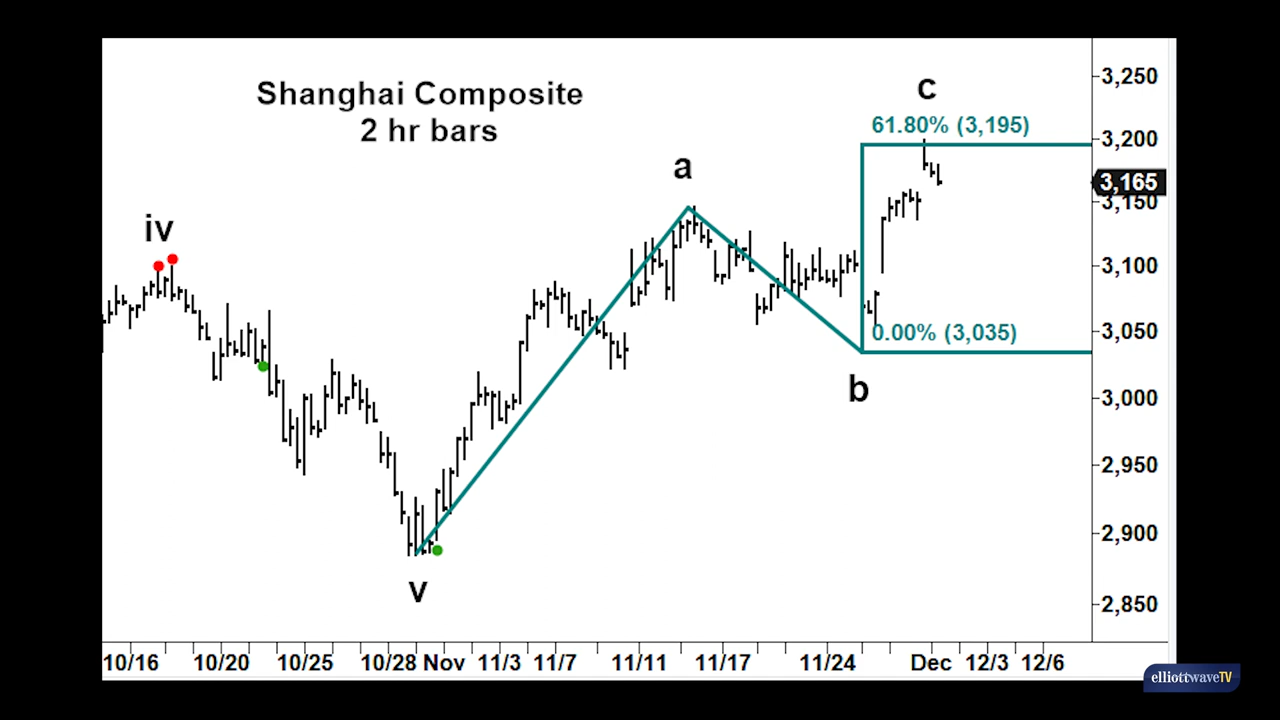 Shanghai Composite
2 hr bars
iv
v
a
b
c
61.80% (3,195)
0.00% (3,035)
3,250
3,200
3,165
3,150
3,100
3,050
3,000
2,950
2,900
2,850
10/16 10/20 10/25 10/28 Nov 11/3 11/7 11/11 11/17 11/24 Dec 12/3 12/6
elliottwaveTV